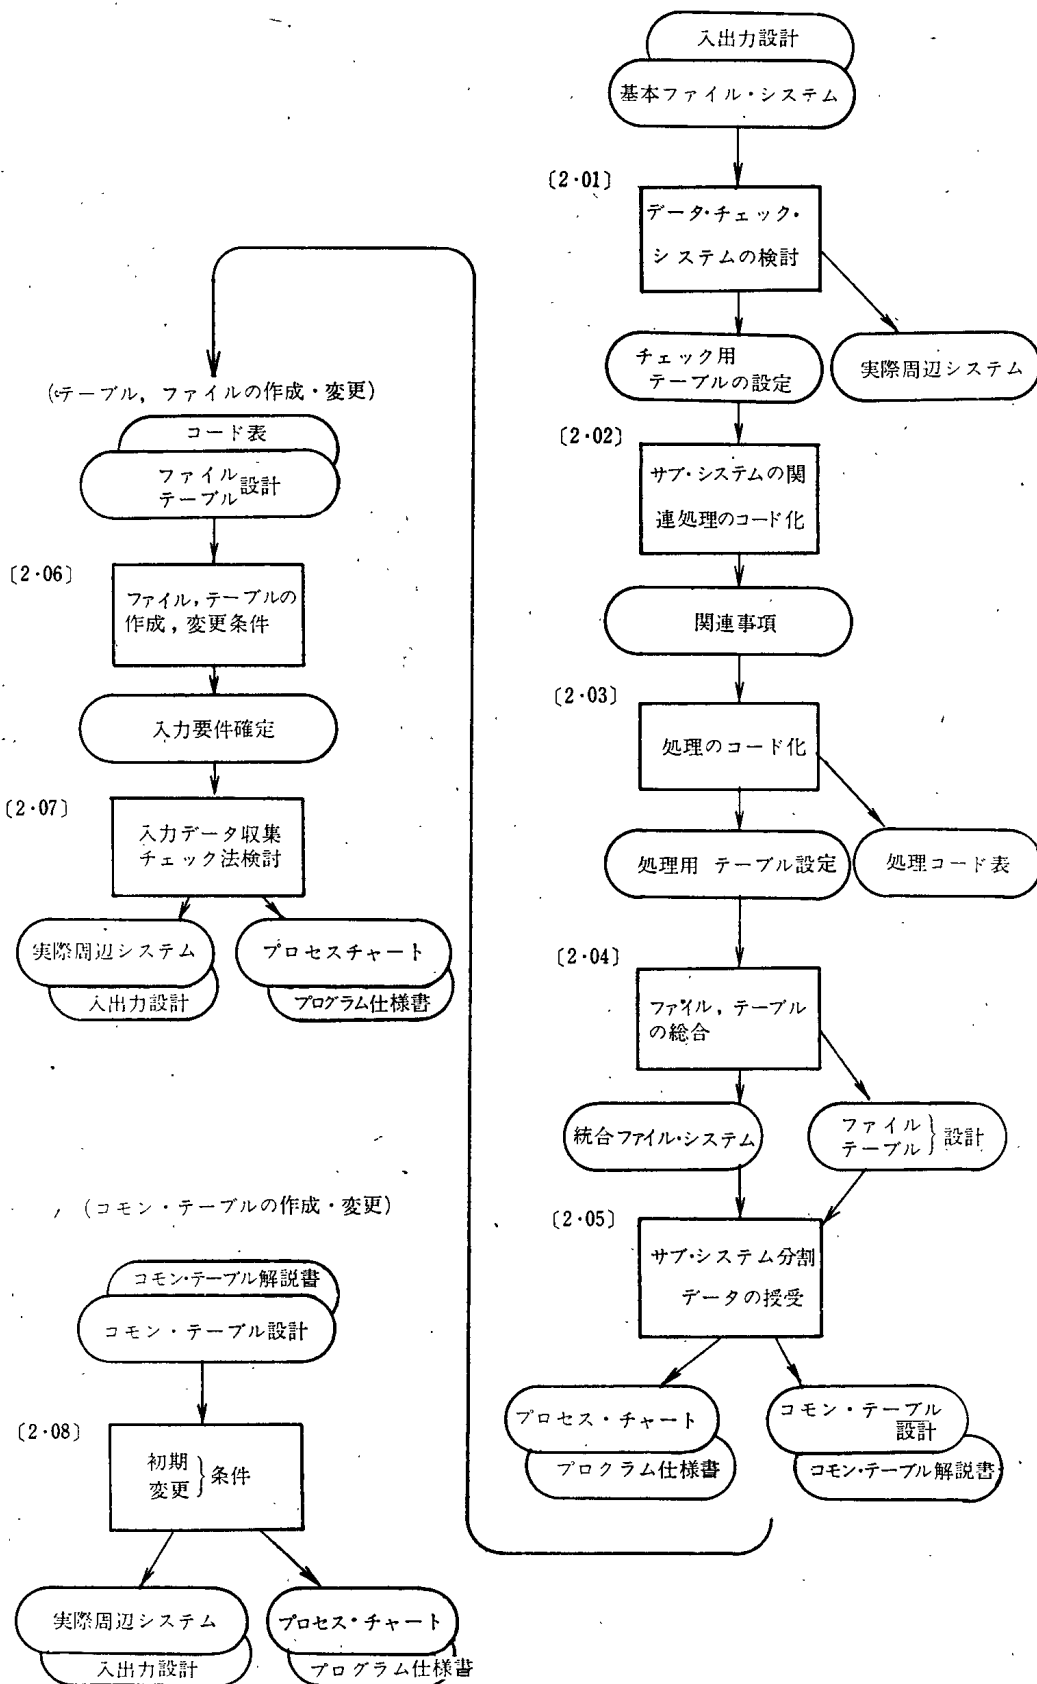 入出力設計
基本ファイル・システム
〔2・01〕
データ・チェック・
システムの検討
チェック用
テーブルの設定
実際周辺システム
〔2・02〕
サブ・システムの関
連処理のコード化
関連事項
〔2・03〕
処理のコード化
処理用 テーブル設定
処理コード表
〔2・04〕
ファイル，テーブル
の総合
統合ファイル・システム
ファイル
テーブル
}設計
〔2・05〕
サブ・システム分割
データの授受
プロセス・チャート
プロクラム仕様書
コモン・テーブル
設計
コモン・テーブル解説書
(テーブル，ファイルの作成・変更)
コード表
ファイル
テーブル
設計
〔2・06〕
ファイル，テーブルの
作成，変更条件
入力要件確定
〔2・07〕
入力データ収集
チェック法検討
実際周辺システム
入出力設計
プロセスチャート
プログラム仕様書
(コモン・テーブルの作成・変更)
コモン・テーブル解説書
コモン・テーブル設計
〔2・08〕
初期
変更
}条件
実際周辺システム
入出力設計
プロセス・チャート
プログラム仕様書